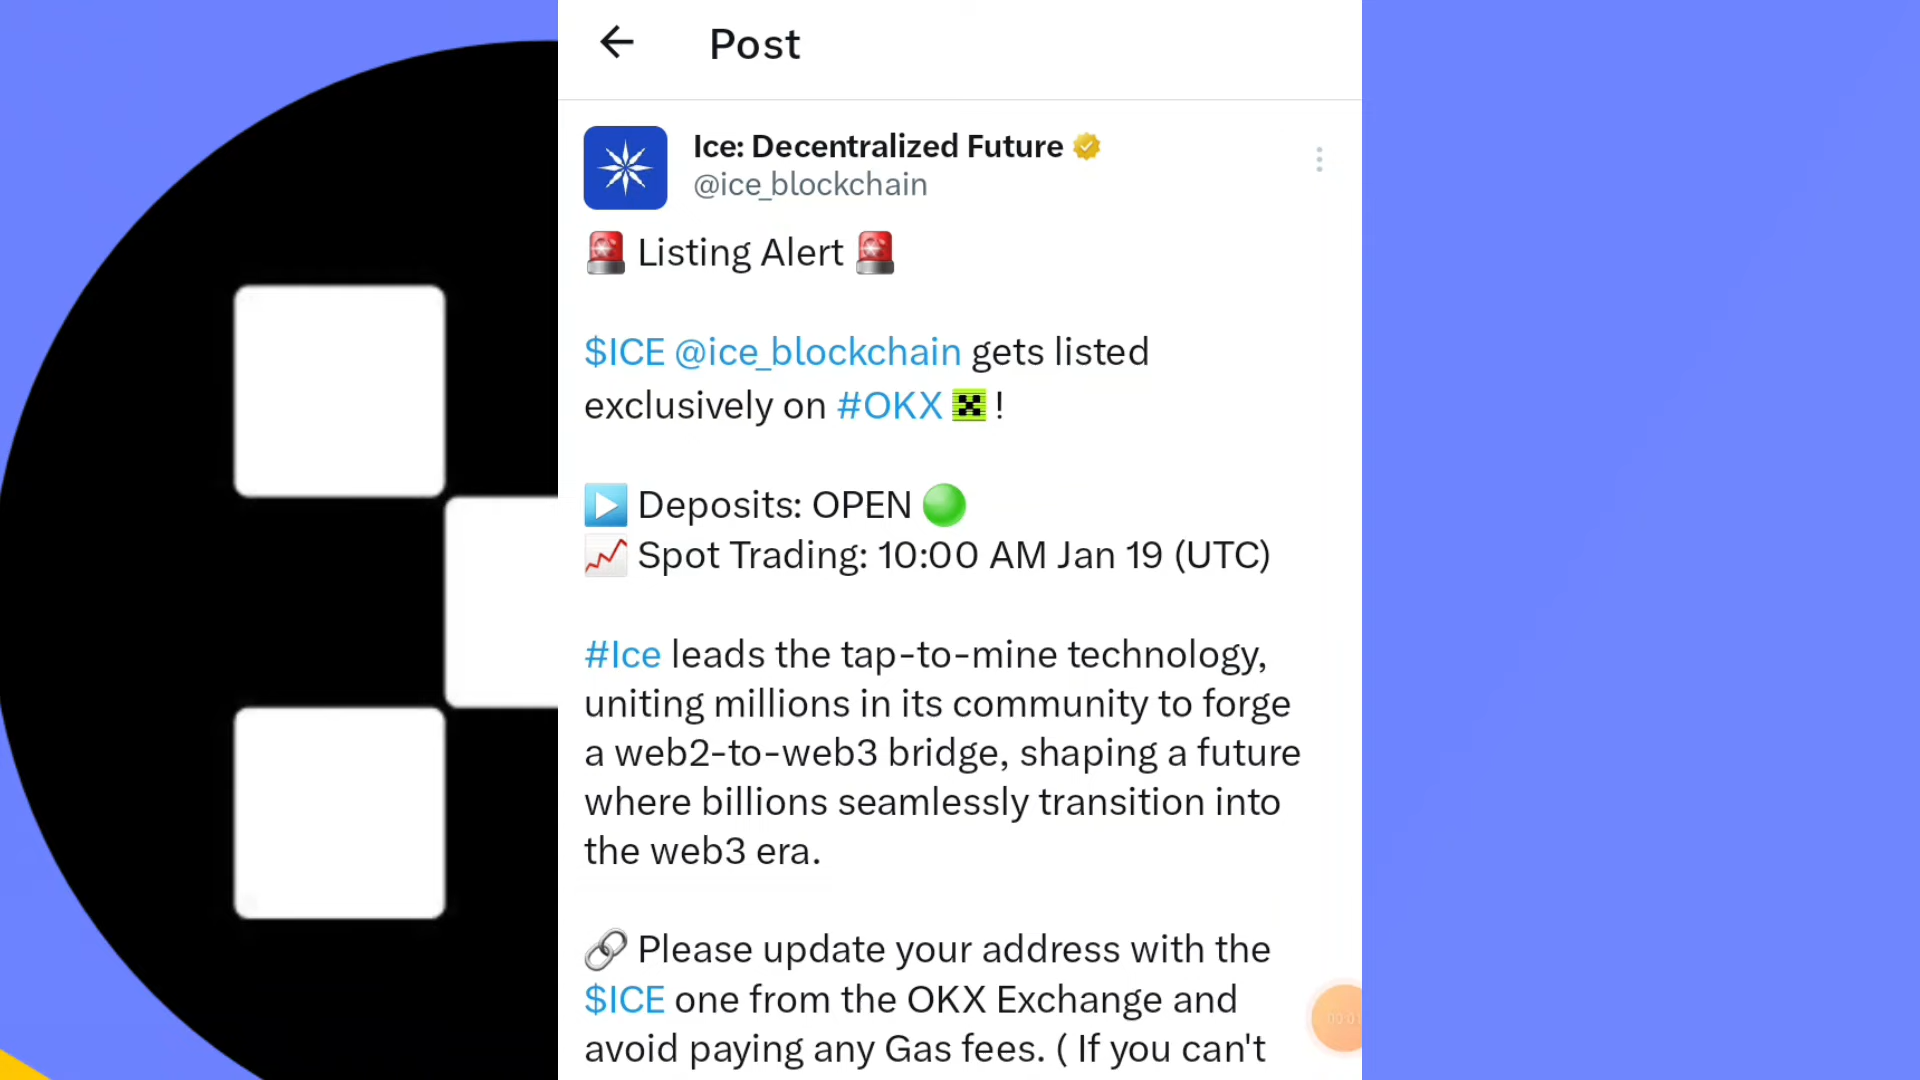 Post
Ice: Decentralized Future
@ice_blockchain
🚨 Listing Alert 🚨
$ICE @ice_blockchain gets listed
exclusively on #OKX !
▶️ Deposits: OPEN 🟢
📈 Spot Trading: 10:00 AM Jan 19 (UTC)
#Ice leads the tap-to-mine technology,
uniting millions in its community to forge
a web2-to-web3 bridge, shaping a future
where billions seamlessly transition into
the web3 era.
🔗 Please update your address with the
$ICE one from the OKX Exchange and
avoid paying any Gas fees. ( If you can't